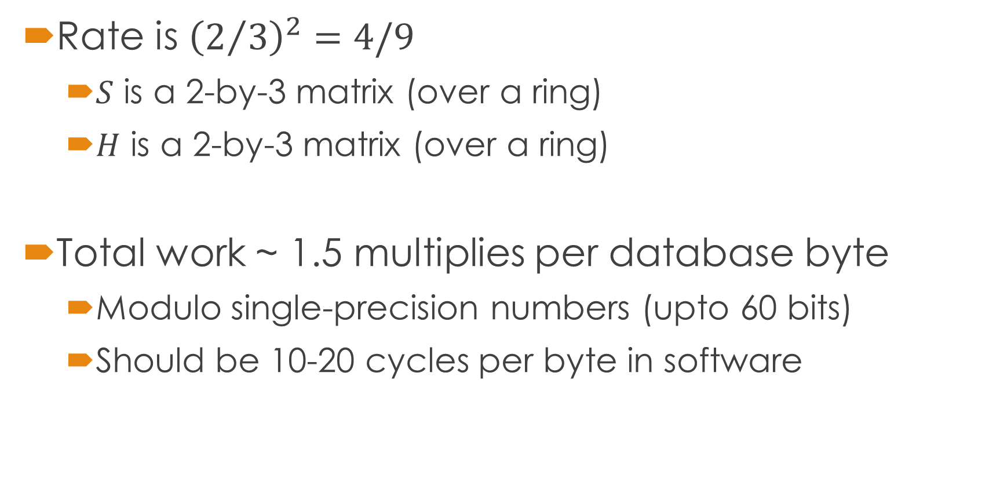 Rate is (2/3)² = 4/9
S is a 2-by-3 matrix (over a ring)
H is a 2-by-3 matrix (over a ring)
Total work ~ 1.5 multiplies per database byte
Modulo single-precision numbers (upto 60 bits)
Should be 10-20 cycles per byte in software